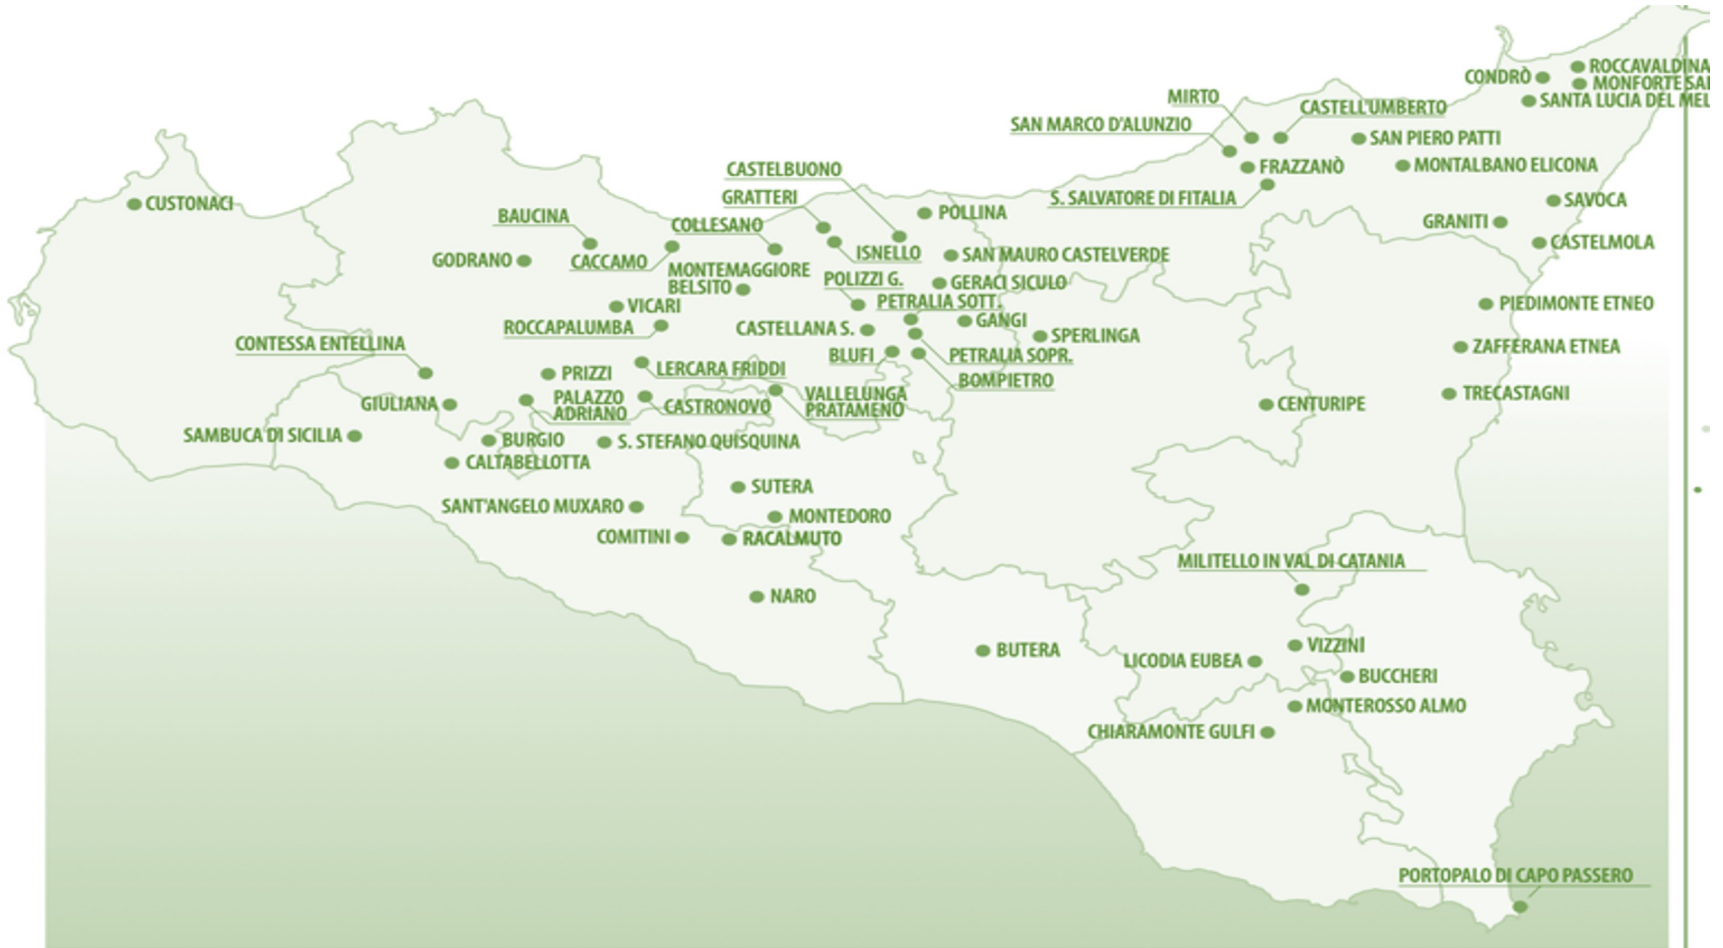 ROCCAVALDINA
CONDRÒ
MONFORTE SA
SANTA LUCIA DEL MEL
MIRTO
CASTELL'UMBERTO
SAN MARCO D'ALUNZIO
SAN PIERO PATTI
FRAZZANÒ
MONTALBANO ELICONA
CASTELBUONO
GRATTERI
S. SALVATORE DI FITALIA
SAVOCA
CUSTONACI
BAUCINA
POLLINA
GRANITI
COLLESANO
CASTELMOLA
ISNELLO
SAN MAURO CASTELVERDE
GODRANO
CACCAMO
MONTEMAGGIORE
BELSITO
POLIZZI G.
GERACI SICULO
PETRALIA SOTT.
PIEDIMONTE ETNEO
VICARI
GANGI
ROCCAPALUMBA
CASTELLANA S.
SPERLINGA
CONTESSA ENTELLINA
ZAFFERANA ETNEA
BLUFI
PETRALIA SOPR.
PRIZZI
LERCARA FRIDDI
BOMPIETRO
PALAZZO
ADRIANO
VALLELUNGA
PRATAMENO
TRECASTAGNI
GIULIANA
CASTRONOVO
CENTURIPE
SAMBUCA DI SICILIA
BURGIO
S. STEFANO QUISQUINA
CALTABELLOTTA
SUTERA
SANT'ANGELO MUXARO
MONTEDORO
COMITINI
RACALMUTO
MILITELLO IN VAL DI CATANIA
NARO
BUTERA
VIZZINI
LICODIA EUBEA
BUCCHERI
MONTEROSSO ALMO
CHIARAMONTE GULFI
PORTOPALO DI CAPO PASSERO